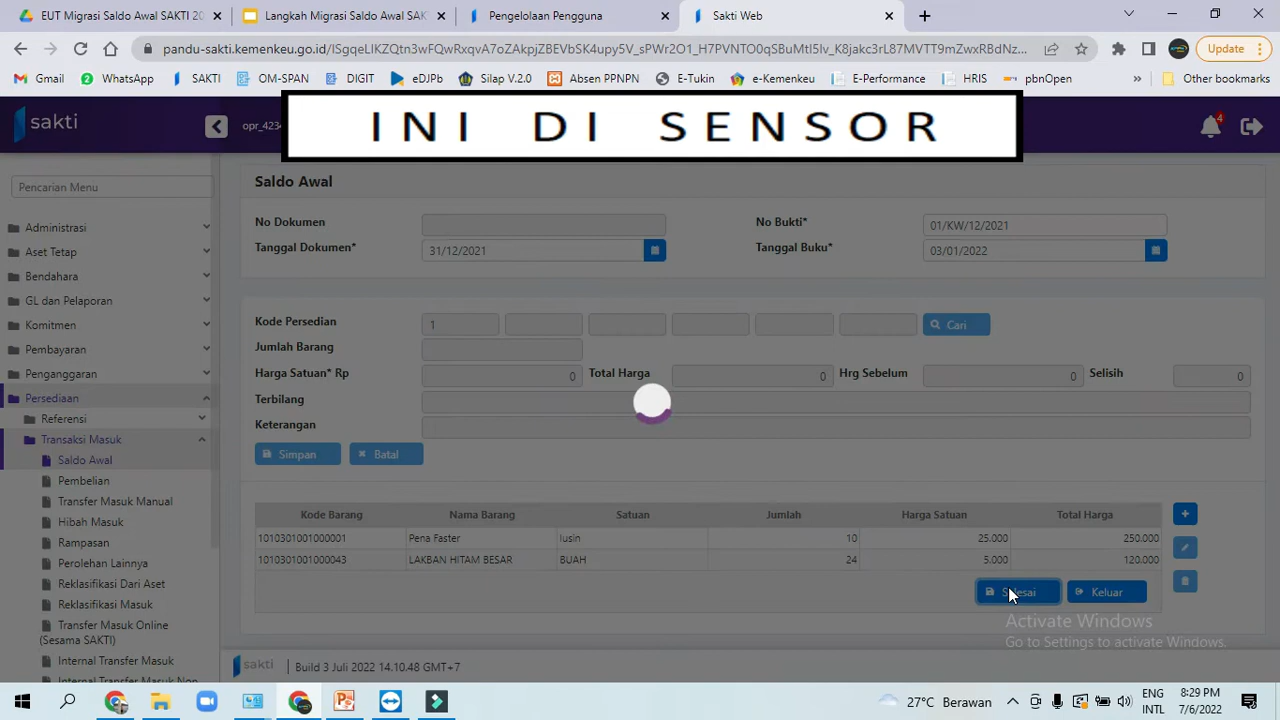 EUT Migrasi Saldo Awal SAKTI 20
Langkah Migrasi Saldo Awal SAK
Pengelolaan Pengguna
Sakti Web
pandu-sakti.kemenkeu.go.id/
Update
Gmail
WhatsApp
SAKTI
OM-SPAN
DIGIT
eDJPb
Silap V.2.0
Absen PPNPN
E-Tukin
e-Kemenkeu
E-Performance
HRIS
pbnOpen
»
Other bookmarks
INI DI SENSOR
sakti
4
Pencarian Menu
Administrasi
Aset Tetap
Bendahara
GL dan Pelaporan
Komitmen
Pembayaran
Penganggaran
Persediaan
Referensi
Transaksi Masuk
Saldo Awal
Pembelian
Transfer Masuk Manual
Hibah Masuk
Rampasan
Perolehan Lainnya
Reklasifikasi Dari Aset
Reklasifikasi Masuk
Transfer Masuk Online
(Sesama SAKTI)
Internal Transfer Masuk
Internal Transfer Masuk Non
Saldo Awal
No Dokumen
No Bukti* 01/KW/12/2021
Tanggal Dokumen* 31/12/2021
Tanggal Buku* 03/01/2022
Kode Persedian 1 Cari
Jumlah Barang
Harga Satuan* Rp 0 Total Harga 0 Hrg Sebelum 0 Selisih 0
Terbilang
Keterangan
Simpan Batal
Kode Barang Nama Barang Satuan Jumlah Harga Satuan Total Harga
1010301001000001 Pena Faster lusin 10 25.000 250.000
1010301001000043 LAKBAN HITAM BESAR BUAH 24 5.000 120.000
Keluar
Activate Windows
Go to Settings to activate Windows.
sakti | Build 3 Juli 2022 14.10.48 GMT+7
27°C Berawan
ENG
INTL
8:29 PM
7/6/2022